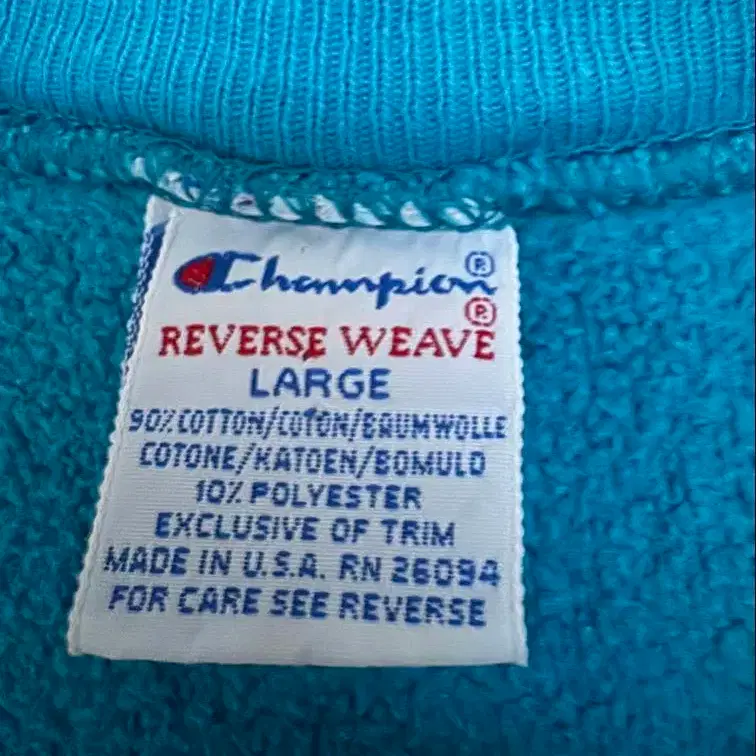 Champion®
REVERSE WEAVE®
LARGE
90% COTTON/COTON/BAUMWOLLE
COTONE/KATOEN/BOMULD
10% POLYESTER
EXCLUSIVE OF TRIM
MADE IN U.S.A. RN 26094
FOR CARE SEE REVERSE